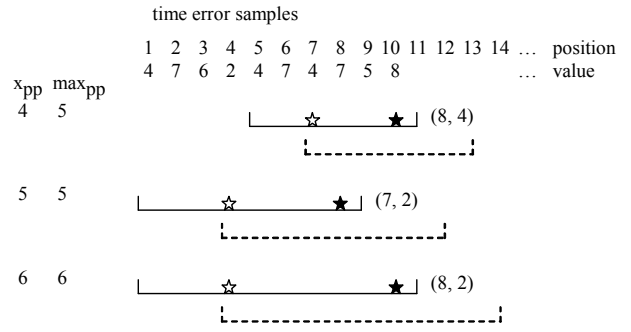 time error samples
1 2 3 4 5 6 7 8 9 10 11 12 13 14 … position
4 7 6 2 4 7 4 7 5 8 … value
xpp maxpp
4 5 (8, 4)
5 5 (7, 2)
6 6 (8, 2)